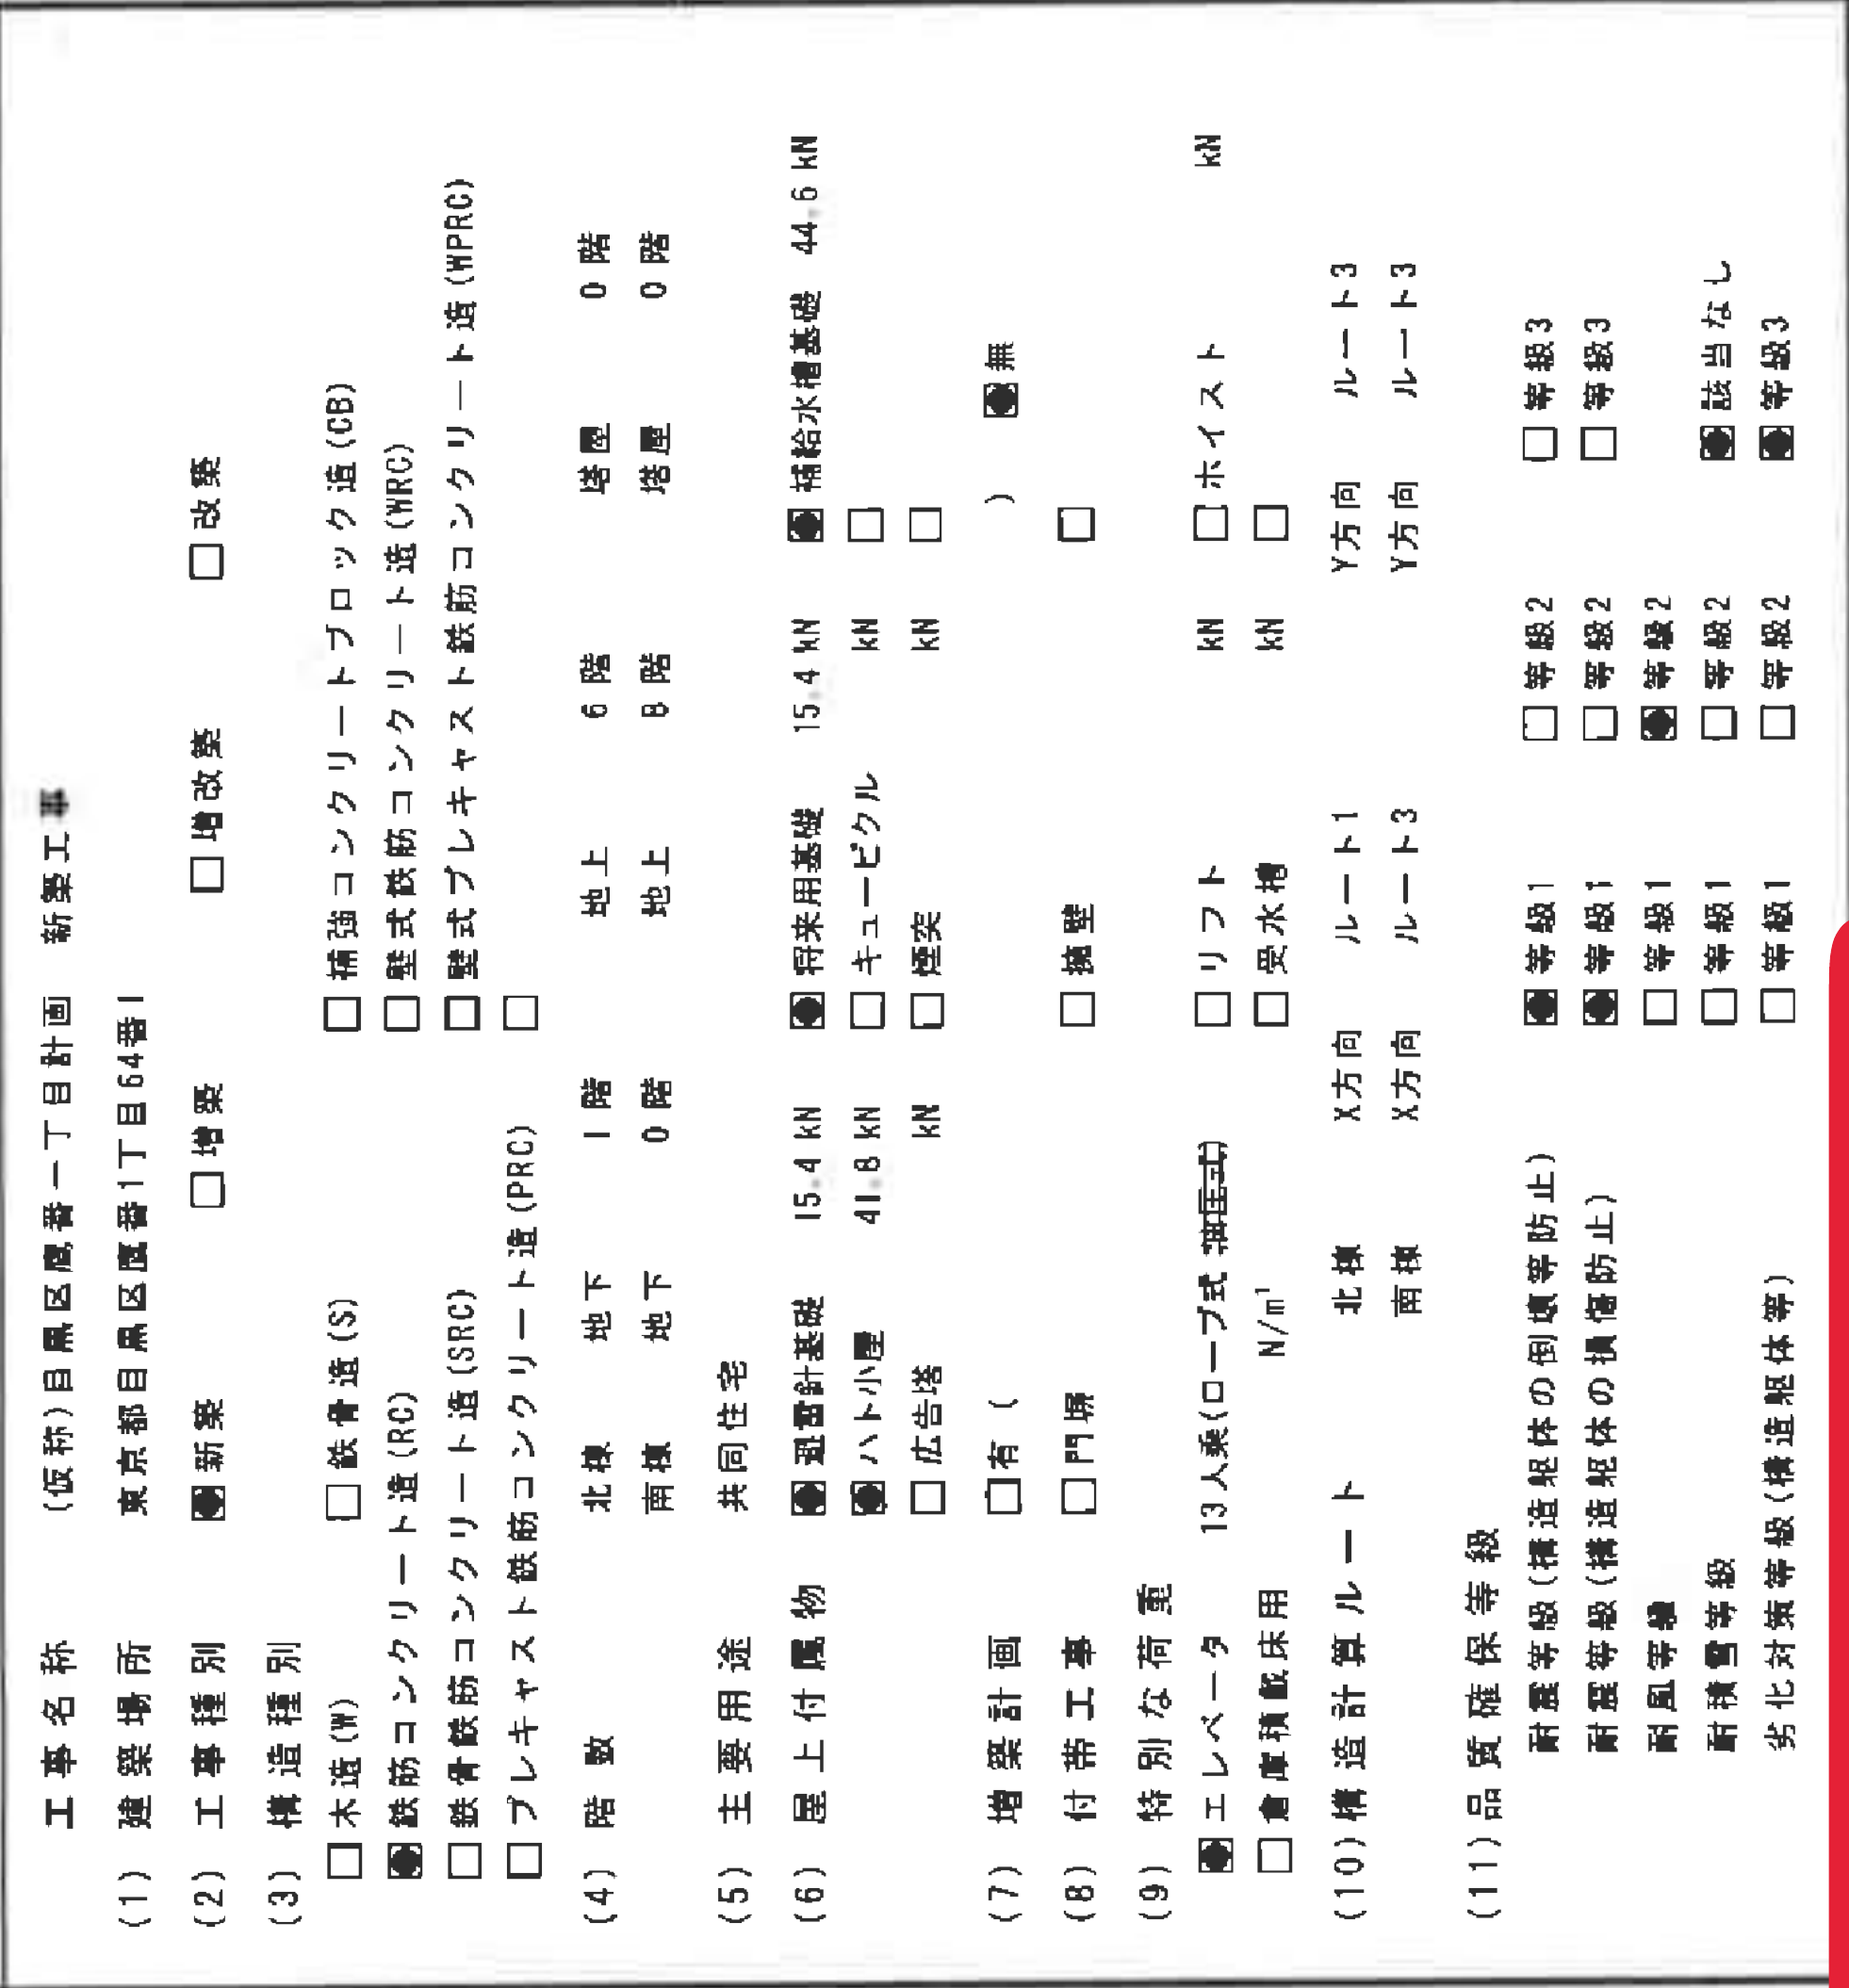 工事名称 (仮称)目黒区鷹番一丁目計画 新築工事
(1) 建築場所 東京都目黒区鷹番1丁目64番1
(2) 工事種別 ■新築 □増築 □増改築 □改築
(3) 構造種別
□木造(W) □鉄骨造(S) □補強コンクリートブロック造(CB)
■鉄筋コンクリート造(RC) □壁式鉄筋コンクリート造(WRC)
□鉄骨鉄筋コンクリート造(SRC) □壁式プレキャスト鉄筋コンクリート造(WPRC)
□プレキャスト鉄筋コンクリート造(PRC) □
(4) 階数 北棟 地下 1 階 地上 6 階 塔屋 0 階
南棟 地下 0 階 地上 8 階 塔屋 0 階
(5) 主要用途 共同住宅
(6) 屋上付属物 ■ 基礎 15.4 kN ■将来用基礎 15.4 kN ■補給水槽基礎 44.6 kN
■ハト小屋 41.8 kN □キュービクル kN □
□広告塔 kN □煙突 kN □
(7) 増築計画 □有 ( ) ■無
(8) 付帯工事 □門塀 □擁壁 □
(9) 特別な荷重
■エレベータ 13人乗(ロープ式 油圧式) □リフト kN □ホイスト kN
□倉庫積載床用 N/m □受水槽 kN □
(10)構造計算ルート 北棟 X方向 ルート1 Y方向 ルート3
南棟 X方向 ルート3 Y方向 ルート3
(11)品質確保等級
耐震等級(構造躯体の倒壊等防止) ■等級1 □等級2 □等級3
耐震等級(構造躯体の損傷防止) ■等級1 □等級2 □等級3
耐風等級 □等級1 ■等級2
耐積雪等級 □等級1 □等級2 ■該当なし
劣化対策等級(構造躯体等) □等級1 □等級2 ■等級3